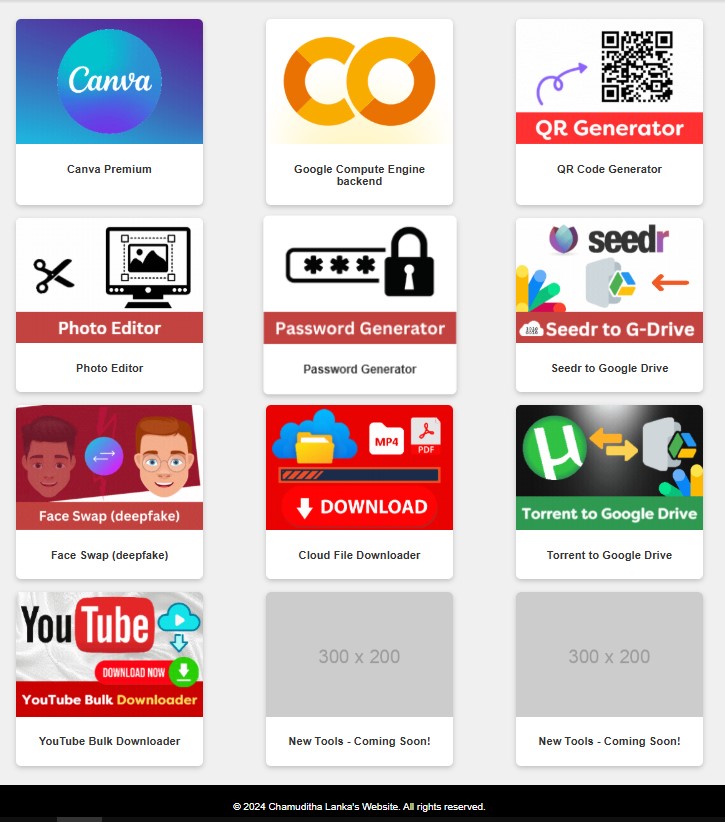 Canva
Canva Premium
Google Compute Engine
backend
QR Generator
QR Code Generator
Photo Editor
Photo Editor
Password Generator
Password Generator
seedr
Seedr to G-Drive
Seedr to Google Drive
Face Swap (deepfake)
Face Swap (deepfake)
MP4
PDF
DOWNLOAD
Cloud File Downloader
µ
Torrent to Google Drive
Torrent to Google Drive
YouTube
DOWNLOAD NOW
YouTube Bulk Downloader
YouTube Bulk Downloader
300 x 200
New Tools - Coming Soon!
300 x 200
New Tools - Coming Soon!
© 2024 Chamuditha Lanka's Website. All rights reserved.